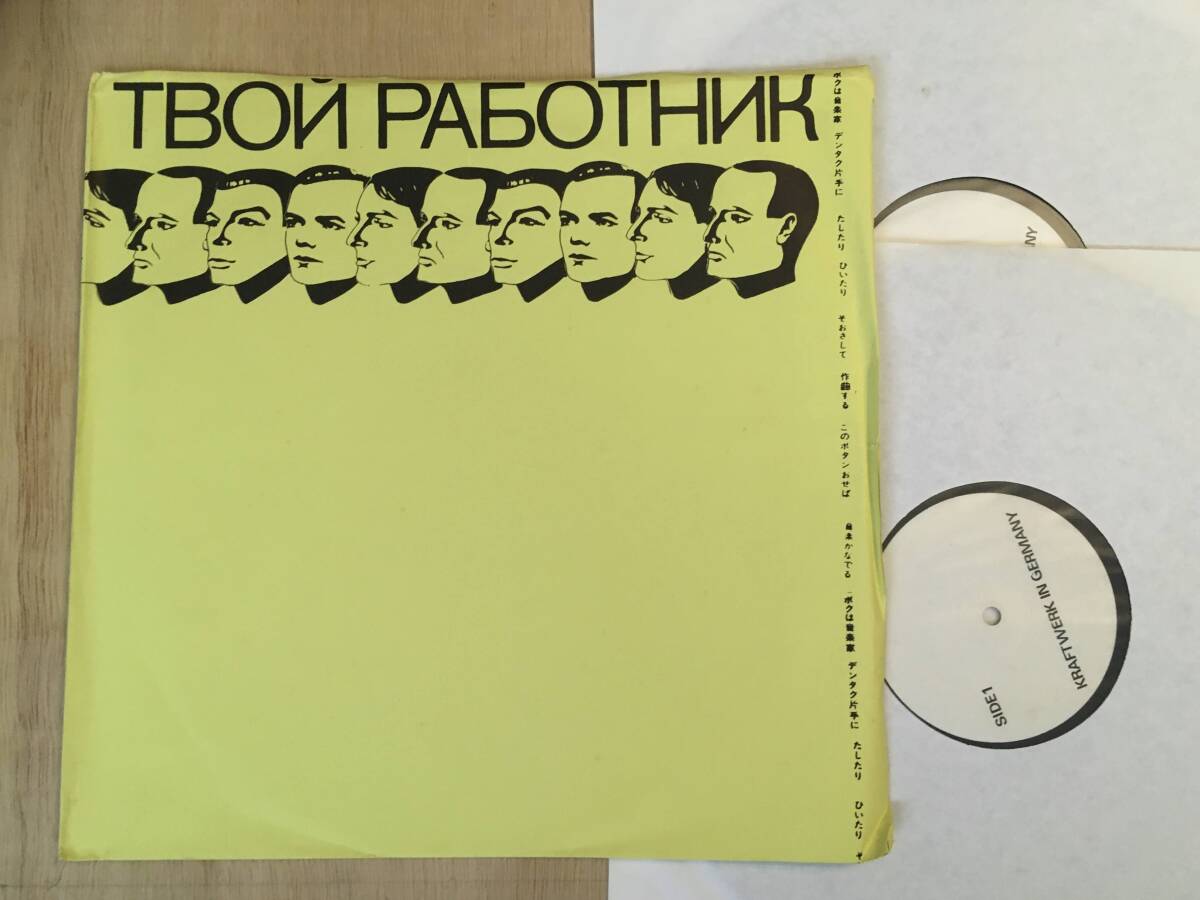 ТВОЙ РАБОТНИК
ボクは音楽家 デンタク片手に たしたり ひいたり そおさして 作曲する このボタンおせば 音楽かなでる ボクは音楽家 デンタク片手に たしたり ひいたり そ
NY
SIDE1
KRAFTWERK IN GERMANY